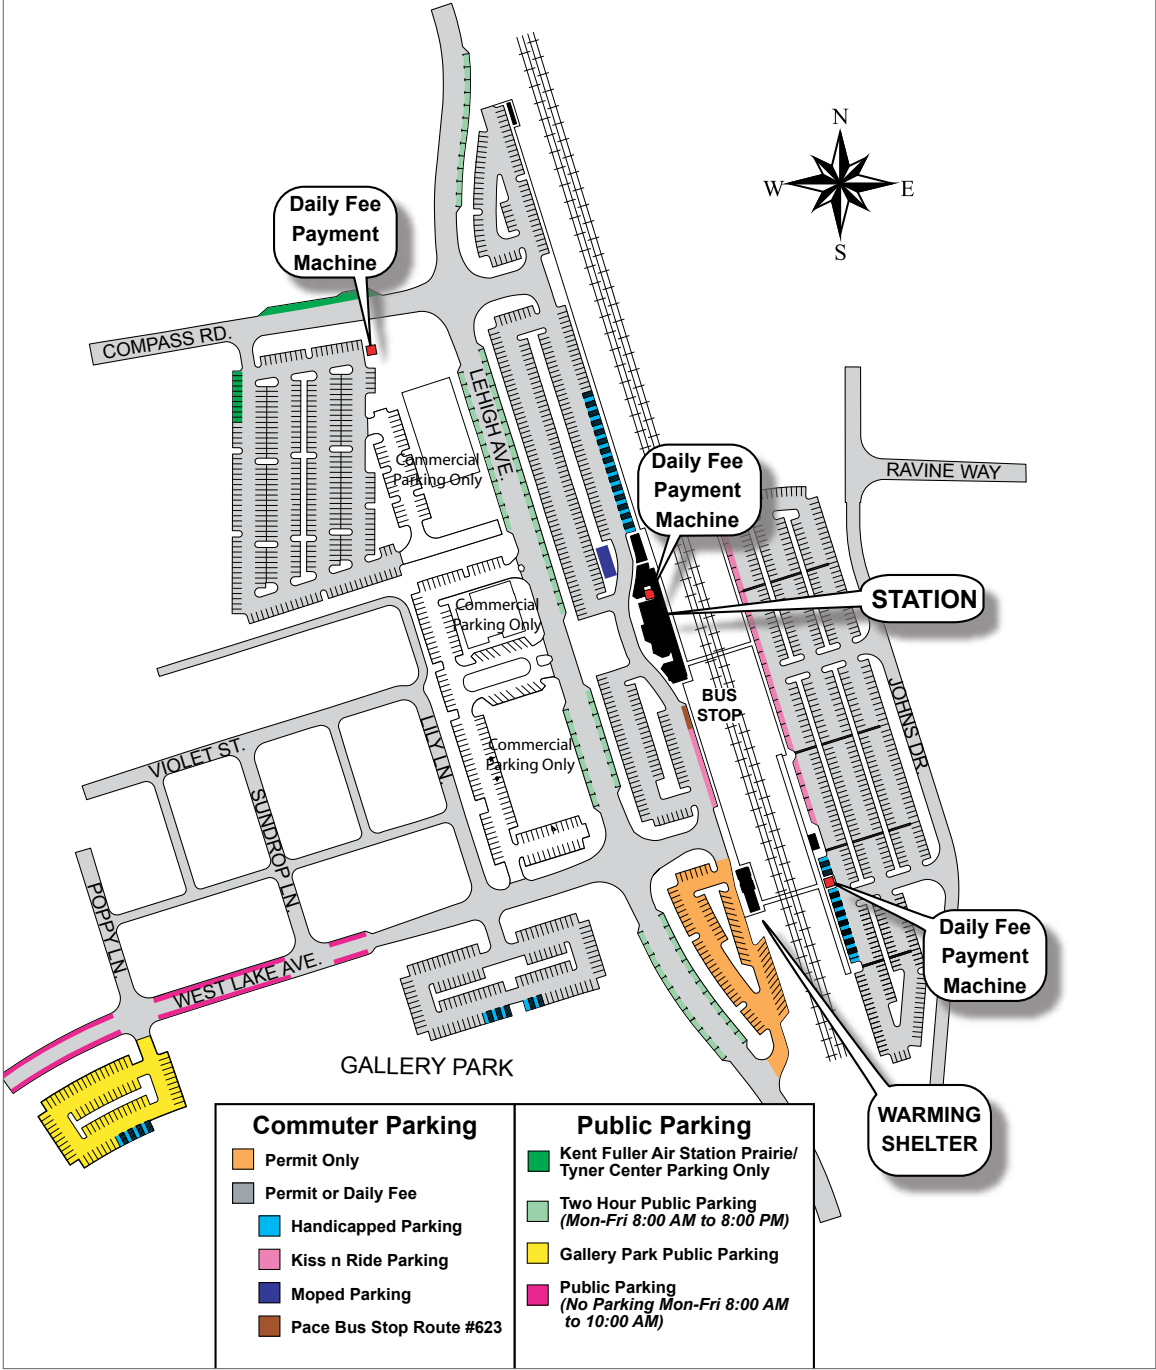 N
W
E
S
Daily Fee
Payment
Machine
COMPASS RD.
LEHIGH AVE.
Commercial
Parking Only
Daily Fee
Payment
Machine
RAVINE WAY
STATION
Commercial
Parking Only
BUS
STOP
JOHNS DR.
LILY LN
VIOLET ST.
Commercial
Parking Only
SUNDROP LN.
POPPY LN.
WEST LAKE AVE.
Daily Fee
Payment
Machine
GALLERY PARK
WARMING
SHELTER
Commuter Parking
Permit Only
Permit or Daily Fee
Handicapped Parking
Kiss n Ride Parking
Moped Parking
Pace Bus Stop Route #623
Public Parking
Kent Fuller Air Station Prairie/
Tyner Center Parking Only
Two Hour Public Parking
(Mon-Fri 8:00 AM to 8:00 PM)
Gallery Park Public Parking
Public Parking
(No Parking Mon-Fri 8:00 AM
to 10:00 AM)